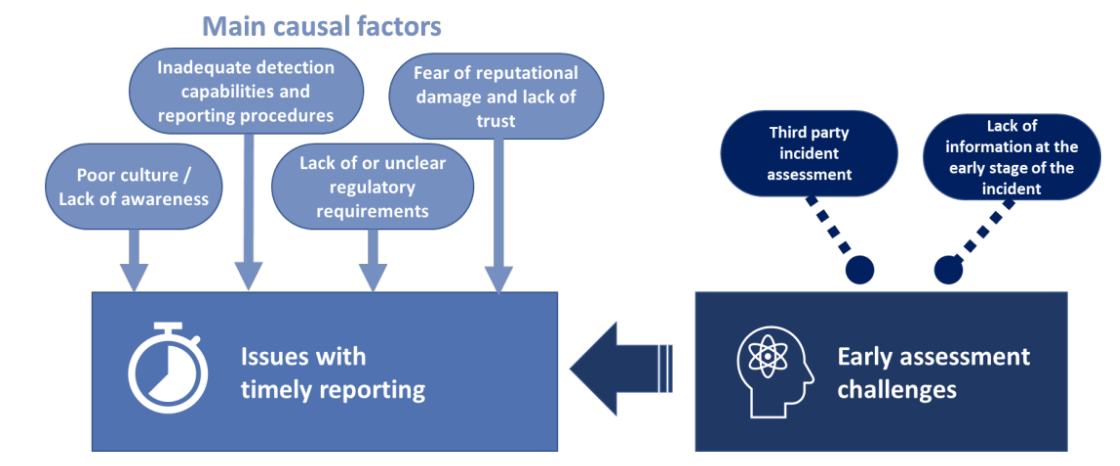 Main causal factors
Inadequate detection
capabilities and
reporting procedures
Fear of reputational
damage and lack of
trust
Poor culture /
Lack of awareness
Lack of or unclear
regulatory
requirements
Third party
incident
assessment
Lack of
information at the
early stage of the
incident
Issues with
timely reporting
Early assessment
challenges